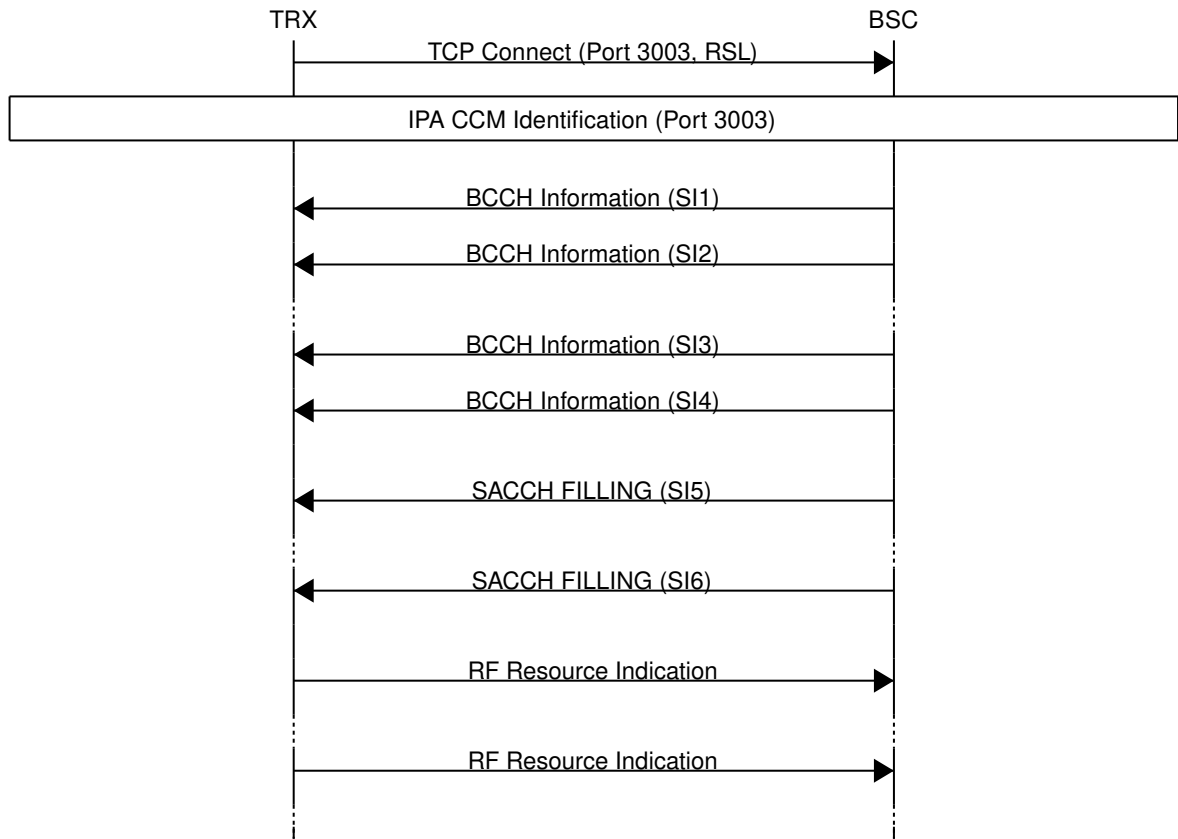 TRX
BSC
TCP Connect (Port 3003, RSL)
IPA CCM Identification (Port 3003)
BCCH Information (SI1)
BCCH Information (SI2)
BCCH Information (SI3)
BCCH Information (SI4)
SACCH FILLING (SI5)
SACCH FILLING (SI6)
RF Resource Indication
RF Resource Indication